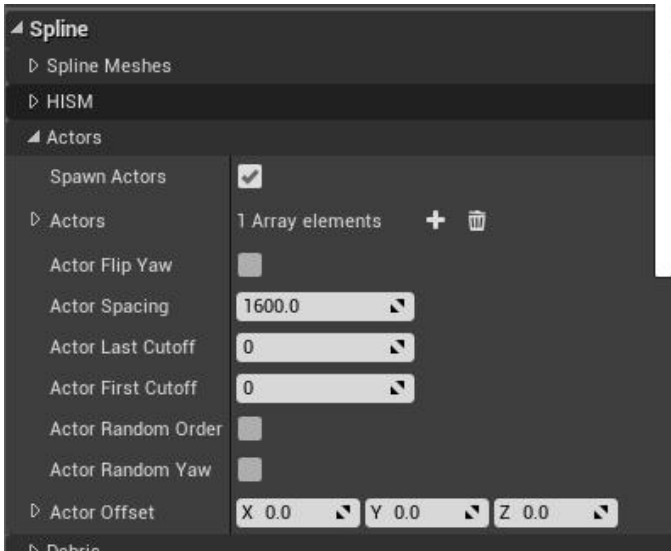 Spline
Spline Meshes
HISM
Actors
Spawn Actors
Actors 1 Array elements
Actor Flip Yaw
Actor Spacing 1600.0
Actor Last Cutoff 0
Actor First Cutoff 0
Actor Random Order
Actor Random Yaw
Actor Offset X 0.0 Y 0.0 Z 0.0
Debris